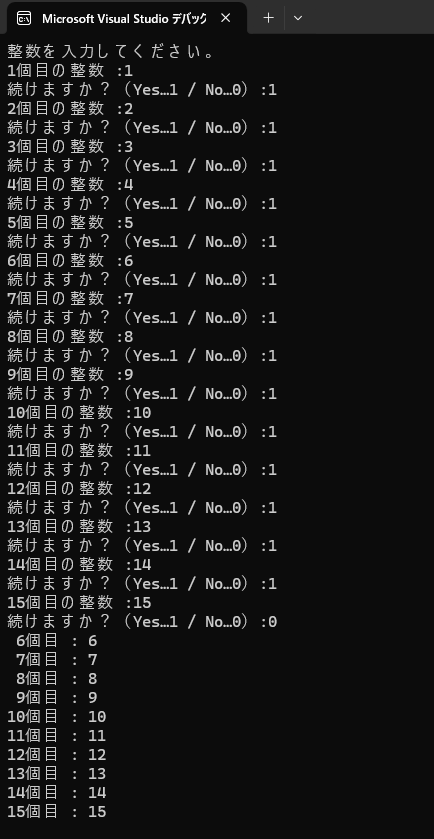 Microsoft Visual Studio デバッグ
整数を入力してください。
1個目の整数 :1
続けますか？（Yes…1 / No…0）:1
2個目の整数 :2
続けますか？（Yes…1 / No…0）:1
3個目の整数 :3
続けますか？（Yes…1 / No…0）:1
4個目の整数 :4
続けますか？（Yes…1 / No…0）:1
5個目の整数 :5
続けますか？（Yes…1 / No…0）:1
6個目の整数 :6
続けますか？（Yes…1 / No…0）:1
7個目の整数 :7
続けますか？（Yes…1 / No…0）:1
8個目の整数 :8
続けますか？（Yes…1 / No…0）:1
9個目の整数 :9
続けますか？（Yes…1 / No…0）:1
10個目の整数 :10
続けますか？（Yes…1 / No…0）:1
11個目の整数 :11
続けますか？（Yes…1 / No…0）:1
12個目の整数 :12
続けますか？（Yes…1 / No…0）:1
13個目の整数 :13
続けますか？（Yes…1 / No…0）:1
14個目の整数 :14
続けますか？（Yes…1 / No…0）:1
15個目の整数 :15
続けますか？（Yes…1 / No…0）:0
 6個目 : 6
 7個目 : 7
 8個目 : 8
 9個目 : 9
10個目 : 10
11個目 : 11
12個目 : 12
13個目 : 13
14個目 : 14
15個目 : 15